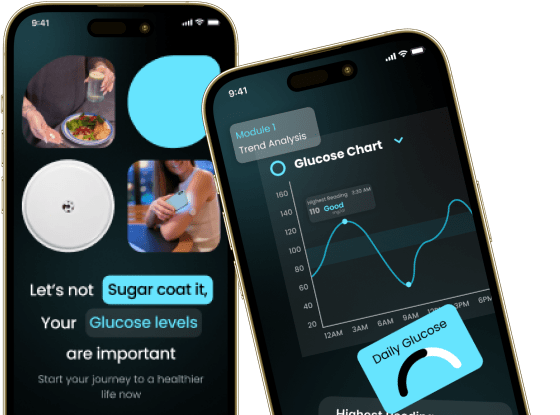 9:41
Let's not Sugar coat it,
Your Glucose levels
are important
Start your journey to a healthier
life now
9:41
Module 1
Trend Analysis
Glucose Chart
160
140
120
100
80
60
40
20
Highest Reading 3:30 AM
110 Good
12AM 3AM 6AM 9AM 12PM 3PM 6PM
Daily Glucose
Highest Reading